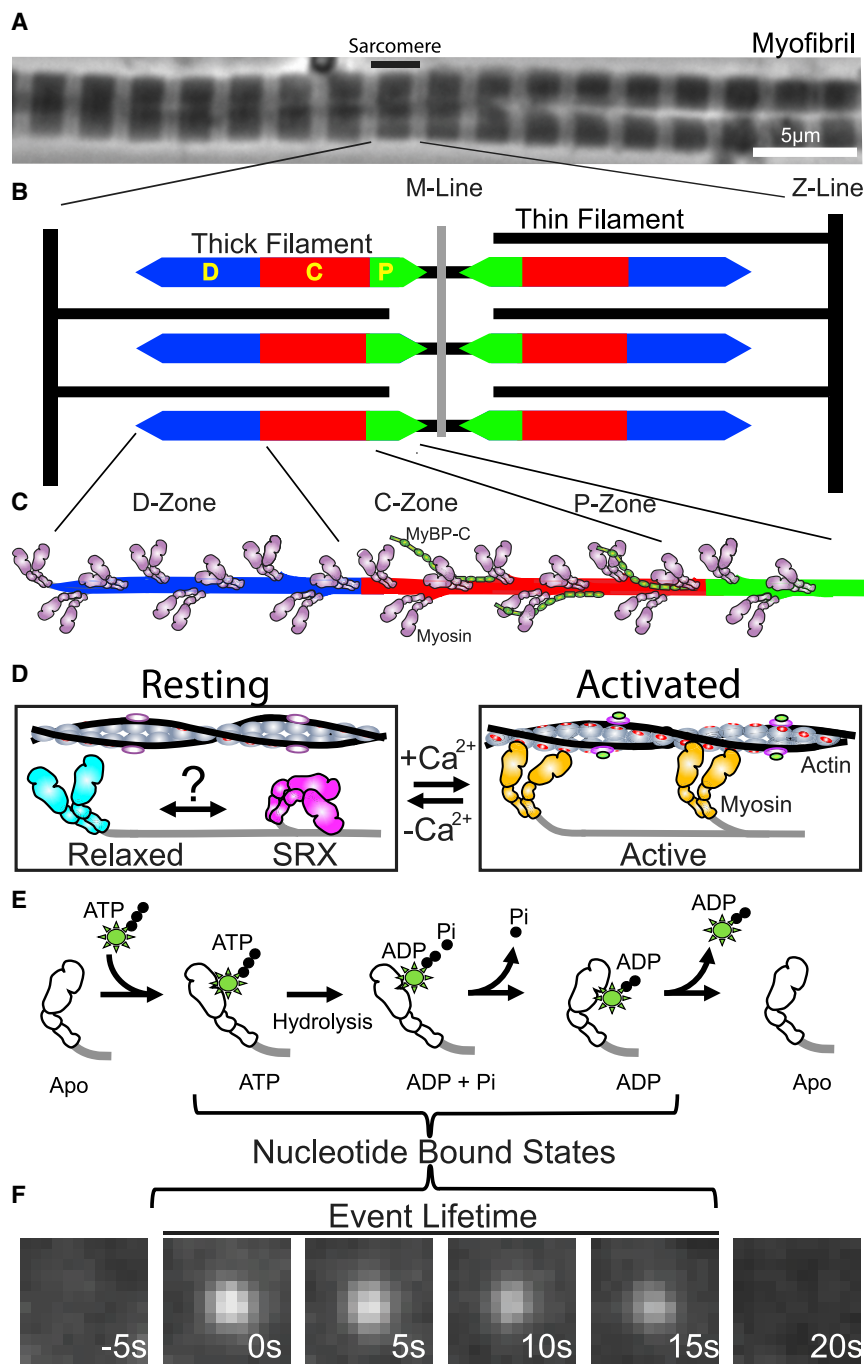 A
Sarcomere
Myofibril
5µm
B
M-Line
Z-Line
Thin Filament
Thick Filament
D C P
C
D-Zone C-Zone P-Zone
MyBP-C
Myosin
D
Resting Activated
+Ca2+
-Ca2+
?
Actin
Myosin
Relaxed SRX Active
E
ATP ATP ADP Pi Pi ADP ADP
Hydrolysis
Apo ATP ADP + Pi ADP Apo
Nucleotide Bound States
F
Event Lifetime
-5s 0s 5s 10s 15s 20s